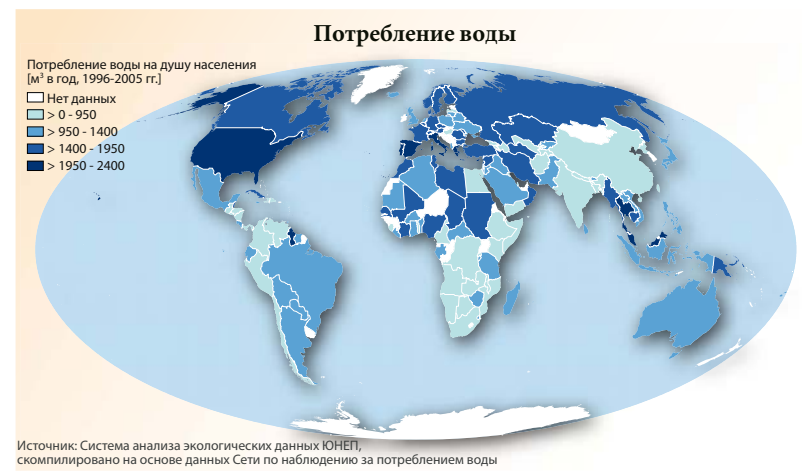 Потребление воды
Потребление воды на душу населения
[м³ в год, 1996-2005 гг.]
Нет данных
> 0 - 950
> 950 - 1400
> 1400 - 1950
> 1950 - 2400
Источник: Система анализа экологических данных ЮНЕП,
скомпилировано на основе данных Сети по наблюдению за потреблением воды